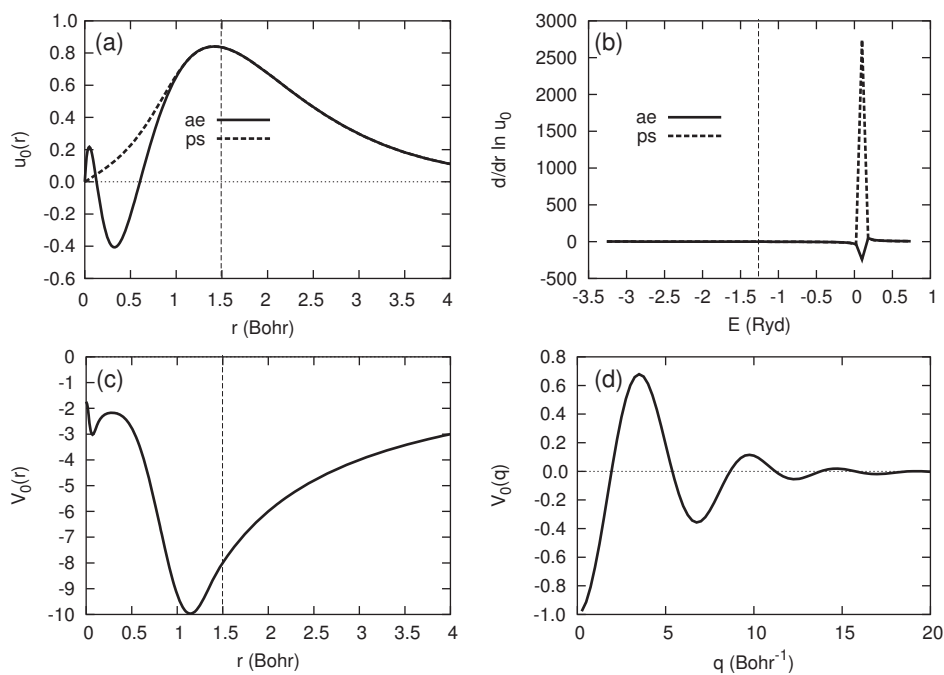 (a)
u0(r)
1.0
0.8
0.6
0.4
0.2
0.0
-0.2
-0.4
-0.6
ae
ps
0 0.5 1 1.5 2 2.5 3 3.5 4
r (Bohr)
(b)
d/dr ln u0
3000
2500
2000
1500
1000
500
0
-500
ae
ps
-3.5 -3 -2.5 -2 -1.5 -1 -0.5 0 0.5 1
E (Ryd)
(c)
V0(r)
0
-1
-2
-3
-4
-5
-6
-7
-8
-9
-10
0 0.5 1 1.5 2 2.5 3 3.5 4
r (Bohr)
(d)
V0(q)
0.8
0.6
0.4
0.2
0.0
-0.2
-0.4
-0.6
-0.8
-1.0
0 5 10 15 20
q (Bohr-1)